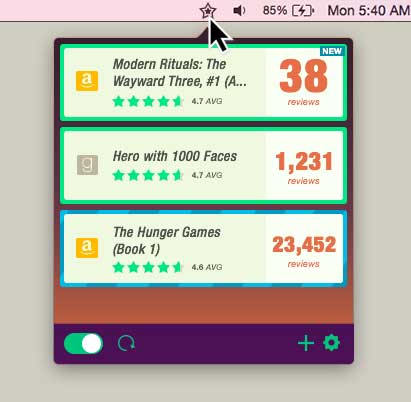 85% Mon 5:40 AM
NEW
Modern Rituals: The
Wayward Three, #1 (A...
4.7 AVG
38
reviews
Hero with 1000 Faces
4.7 AVG
1,231
reviews
The Hunger Games
(Book 1)
4.6 AVG
23,452
reviews